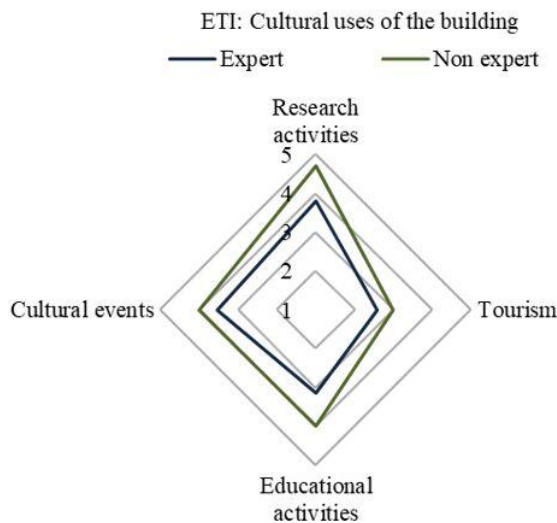 ETI: Cultural uses of the building
Expert Non expert
Research
activities
5
4
3
2
Cultural events 1 Tourism
Educational
activities